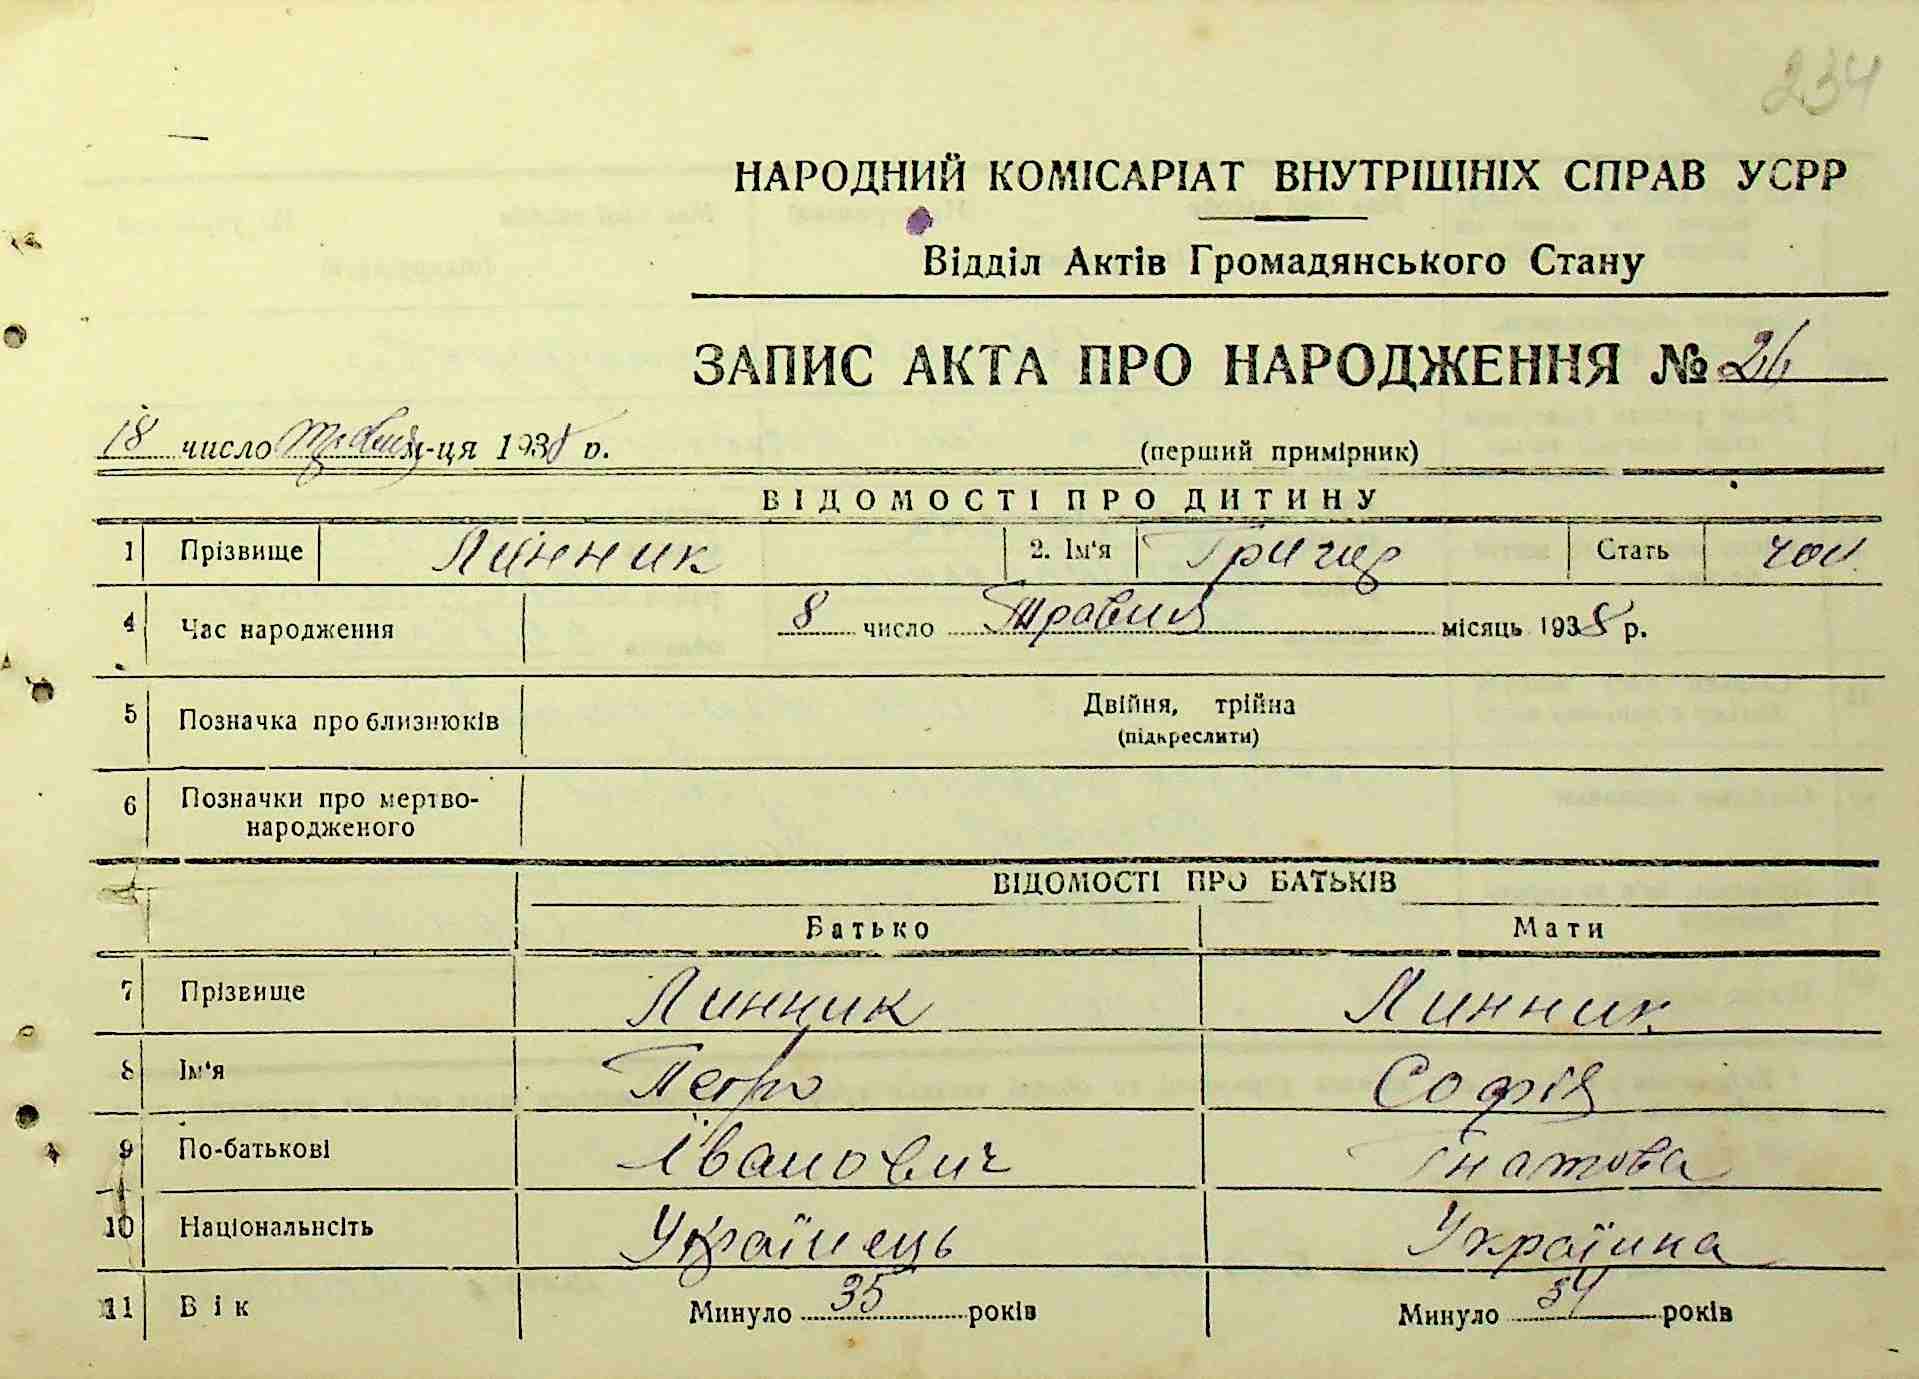 234
НАРОДНИЙ КОМІСАРІАТ ВНУТРІШНІХ СПРАВ УСРР
Відділ Актів Громадянського Стану
ЗАПИС АКТА ПРО НАРОДЖЕННЯ №
18 число травня м-ця 1938 р. (перший примірник)
ВІДОМОСТІ ПРО ДИТИНУ
1 Прізвище Линник 2. Ім'я Григор Стать чол
4 Час народження 8 число Травня місяць 1938 р.
5 Позначка про близнюків Двійня, трійна
(підкреслити)
6 Позначки про мертво-
народженого
ВІДОМОСТІ ПРО БАТЬКІВ
Батько Мати
7 Прізвище Линник Линник
8 Ім'я Петро Софія
9 По-батькові Іванович Гнатова
10 Національнсіть Українець Українка
11 Вік Минуло 35 років Минуло 34 років